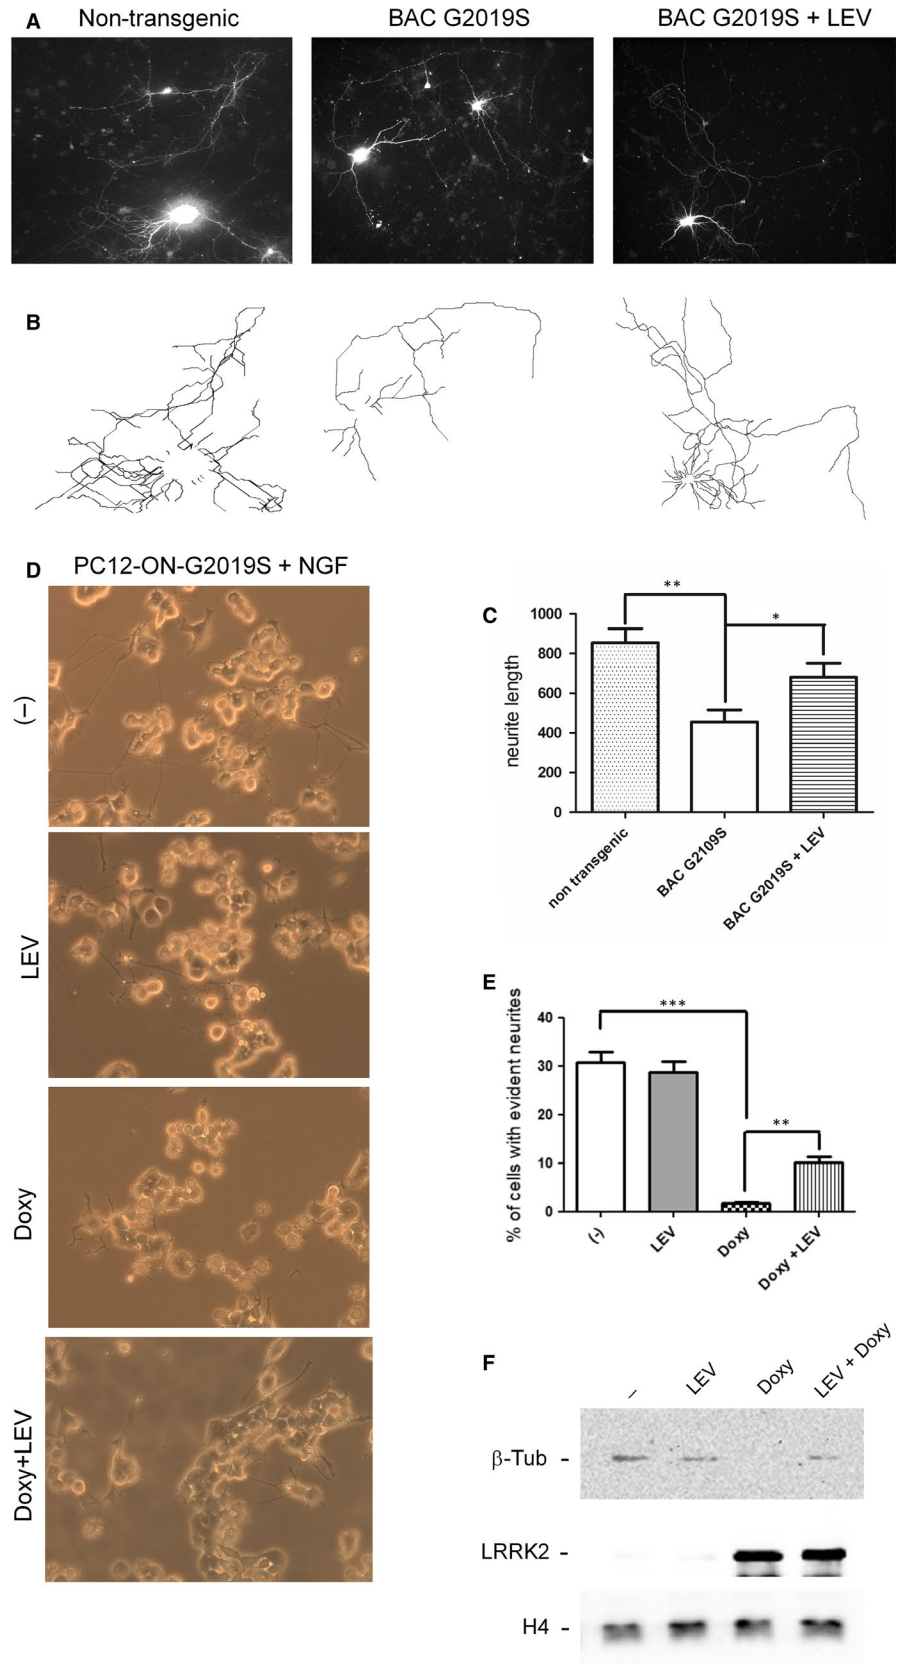 A
Non-transgenic
BAC G2019S
BAC G2019S + LEV
B
D
PC12-ON-G2019S + NGF
(–)
LEV
Doxy
Doxy+LEV
C
neurite length
1000
800
600
400
200
0
**
*
non transgenic
BAC G2109S
BAC G2019S + LEV
E
% of cells with evident neurites
40
30
20
10
0
***
**
(-)
LEV
Doxy
Doxy + LEV
F
–
LEV
Doxy
LEV + Doxy
β-Tub -
LRRK2 -
H4 -